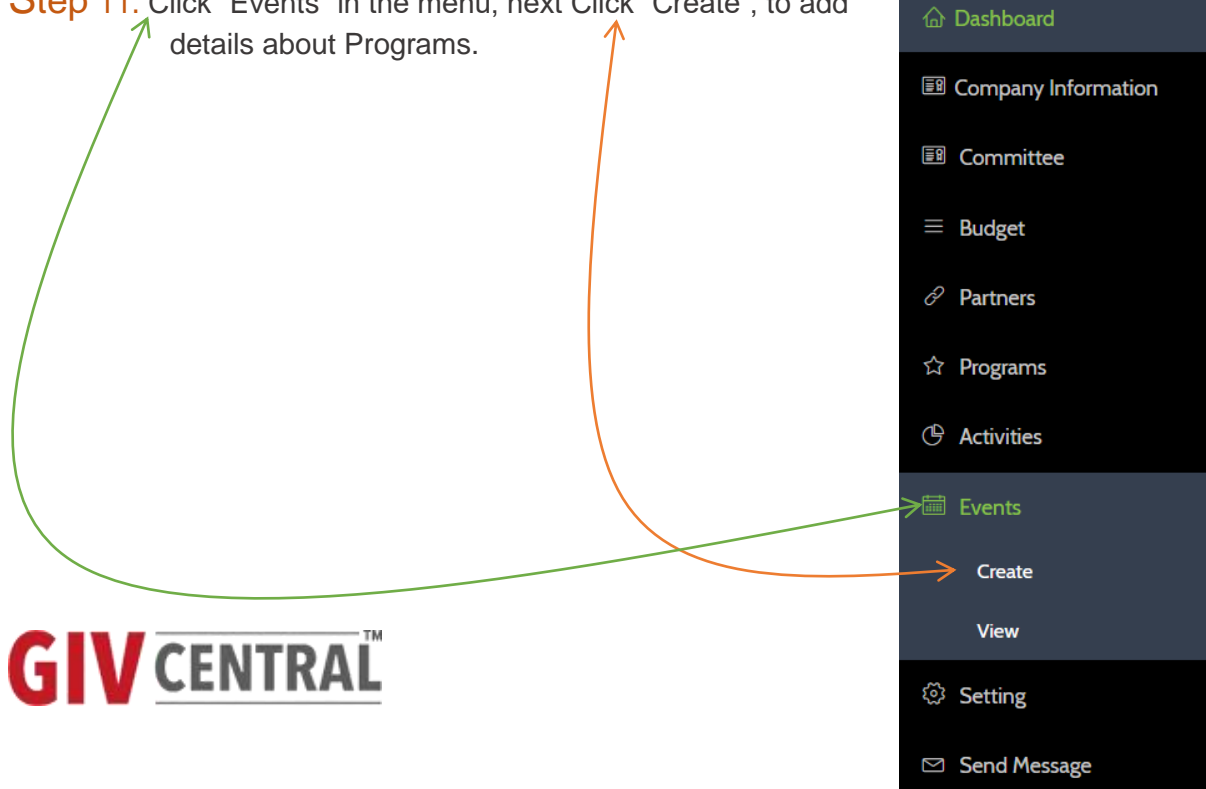 Step 11. Click "Events" in the menu, next Click "Create", to add
details about Programs.
Dashboard
Company Information
Committee
Budget
Partners
Programs
Activities
Events
Create
View
Setting
Send Message
GIV CENTRAL™